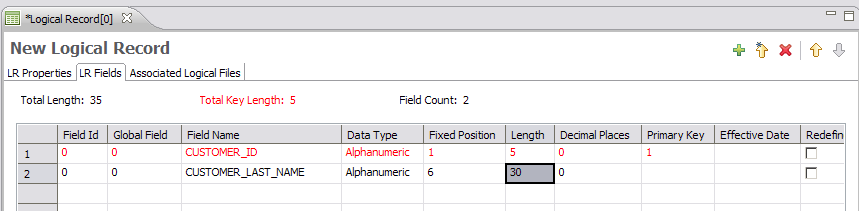 *Logical Record[0]
New Logical Record
LR Properties LR Fields Associated Logical Files
Total Length: 35 Total Key Length: 5 Field Count: 2
Field Id Global Field Field Name Data Type Fixed Position Length Decimal Places Primary Key Effective Date Redefin
1 0 0 CUSTOMER_ID Alphanumeric 1 5 0 1
2 0 0 CUSTOMER_LAST_NAME Alphanumeric 6 30 0